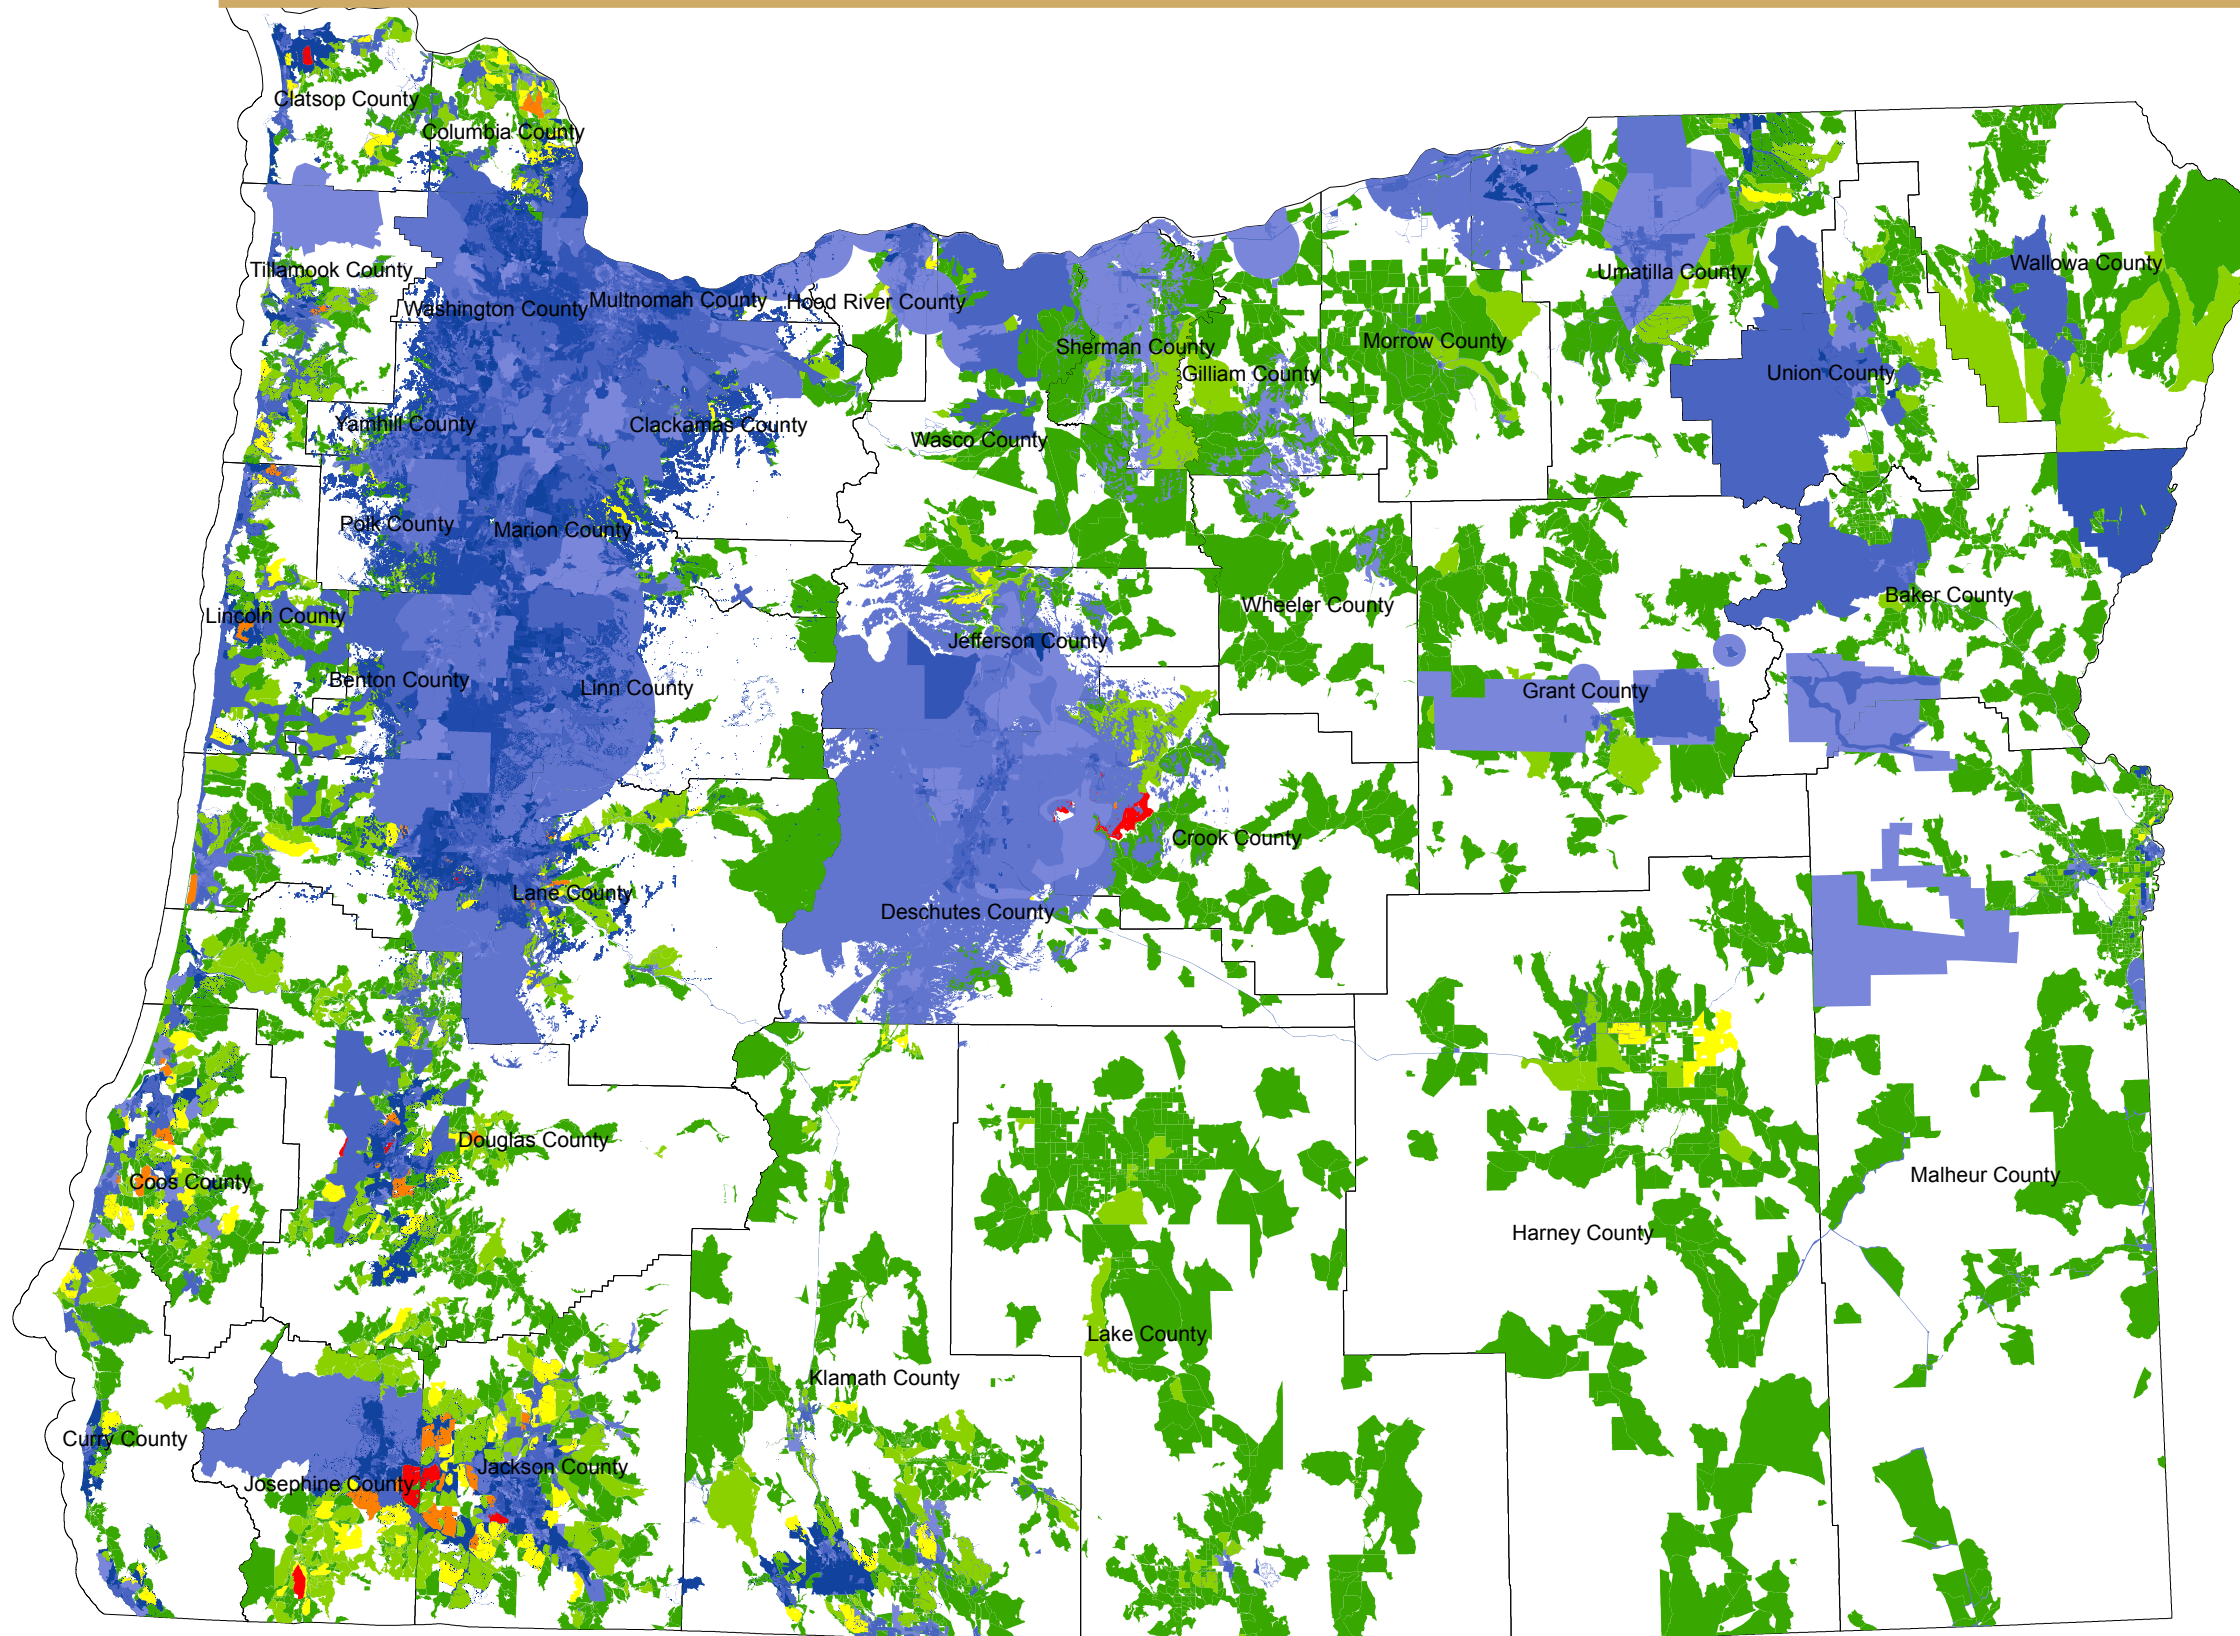 Clatsop County
Columbia County
Tillamook County
Washington County
Multnomah County
Hood River County
Umatilla County
Wallowa County
Sherman County
Morrow County
Gilliam County
Union County
Yamhill County
Clackamas County
Wasco County
Polk County
Marion County
Lincoln County
Wheeler County
Baker County
Jefferson County
Benton County
Linn County
Grant County
Crook County
Lane County
Deschutes County
Douglas County
Coos County
Malheur County
Harney County
Lake County
Klamath County
Curry County
Jackson County
Josephine County